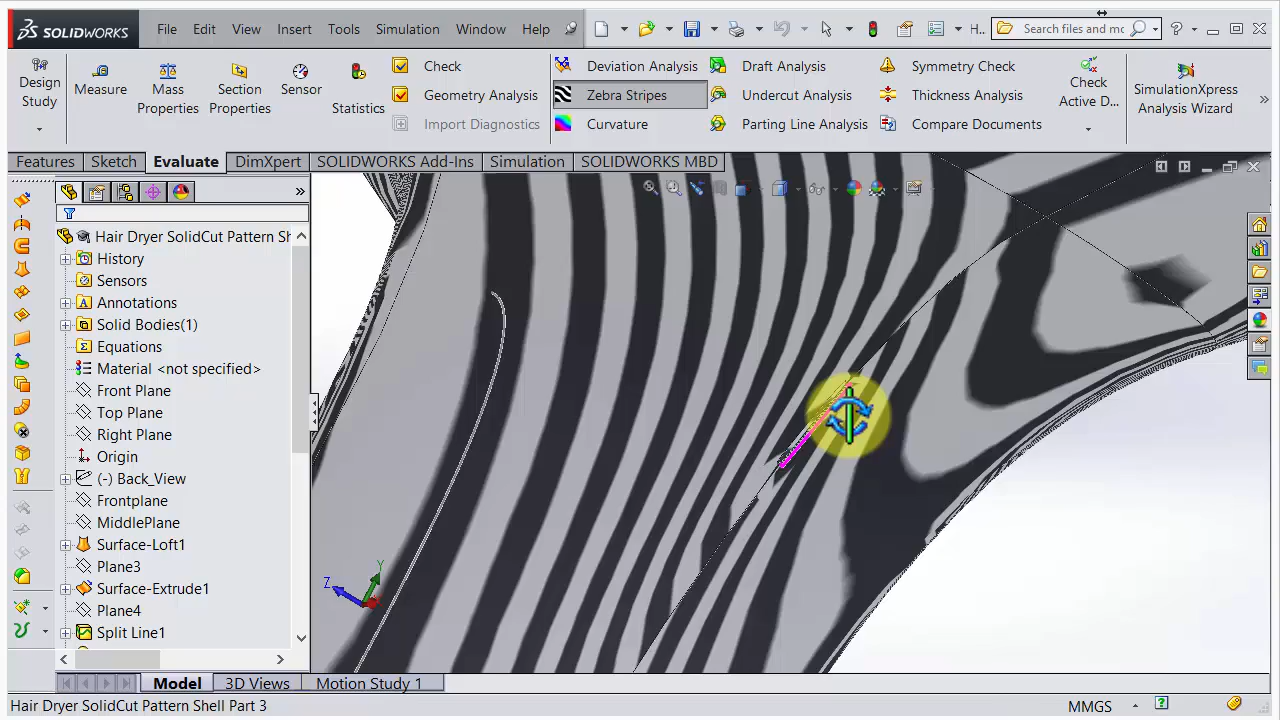 SOLIDWORKS File Edit View Insert Tools Simulation Window Help H.. Search files and mo
Design Study
Measure
Mass Properties
Section Properties
Sensor
Statistics
Check
Geometry Analysis
Import Diagnostics
Deviation Analysis
Zebra Stripes
Curvature
Draft Analysis
Undercut Analysis
Parting Line Analysis
Symmetry Check
Thickness Analysis
Compare Documents
Check Active D...
SimulationXpress Analysis Wizard
Features Sketch Evaluate DimXpert SOLIDWORKS Add-Ins Simulation SOLIDWORKS MBD
Hair Dryer SolidCut Pattern Sh
History
Sensors
Annotations
Solid Bodies(1)
Equations
Material <not specified>
Front Plane
Top Plane
Right Plane
Origin
(-) Back_View
Frontplane
MiddlePlane
Surface-Loft1
Plane3
Surface-Extrude1
Plane4
Split Line1
Y
Z
Model 3D Views Motion Study 1
Hair Dryer SolidCut Pattern Shell Part 3 MMGS